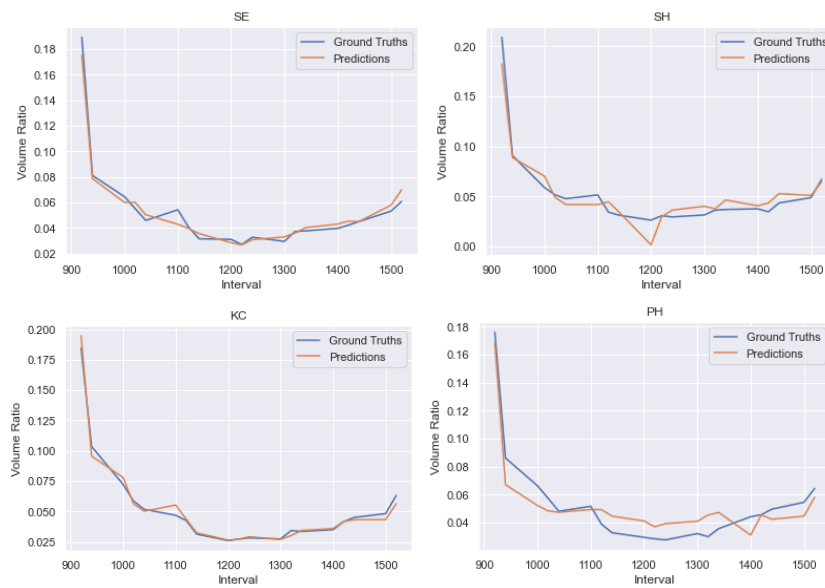 SE
0.18
0.16
0.14
0.12
0.10
0.08
0.06
0.04
0.02
Volume Ratio
Ground Truths
Predictions
900 1000 1100 1200 1300 1400 1500
Interval
SH
0.20
0.15
0.10
0.05
0.00
Volume Ratio
Ground Truths
Predictions
900 1000 1100 1200 1300 1400 1500
Interval
KC
0.200
0.175
0.150
0.125
0.100
0.075
0.050
0.025
Volume Ratio
Ground Truths
Predictions
900 1000 1100 1200 1300 1400 1500
Interval
PH
0.18
0.16
0.14
0.12
0.10
0.08
0.06
0.04
Volume Ratio
Ground Truths
Predictions
900 1000 1100 1200 1300 1400 1500
Interval